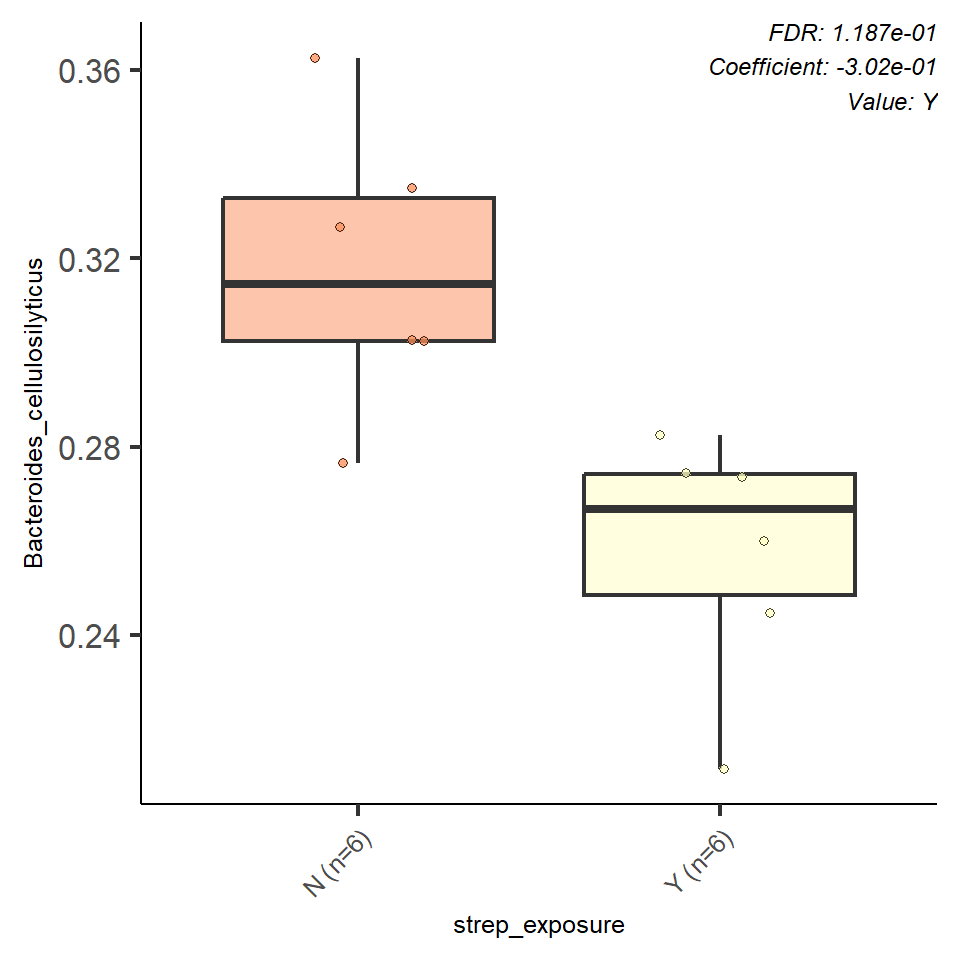 FDR: 1.187e-01
Coefficient: -3.02e-01
Value: Y
Bacteroides_cellulosilyticus
0.36
0.32
0.28
0.24
N (n=6)
Y (n=6)
strep_exposure